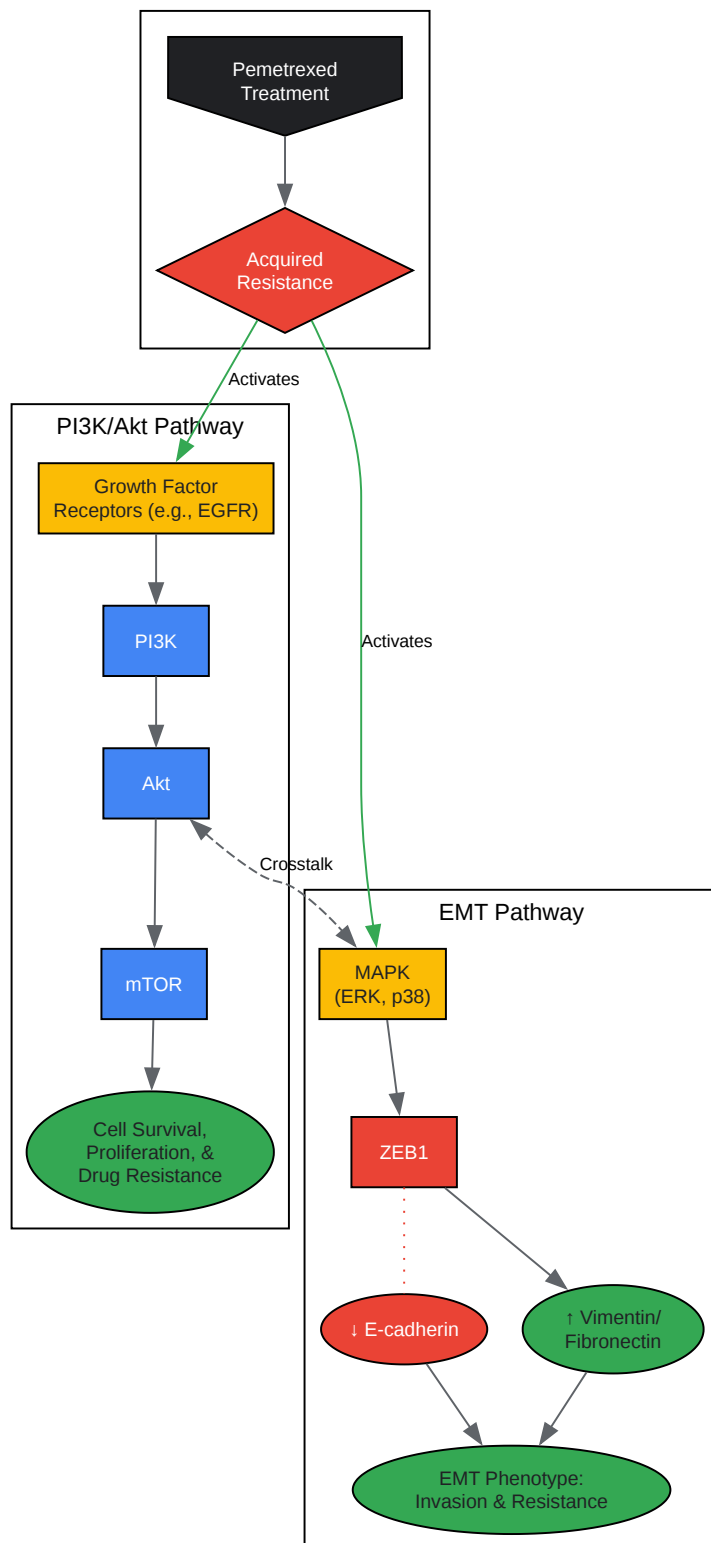 Pemetrexed
Treatment
Acquired
Resistance
Activates
PI3K/Akt Pathway
Growth Factor
Receptors (e.g., EGFR)
PI3K
Activates
Akt
Crosstalk
EMT Pathway
mTOR
MAPK
(ERK, p38)
Cell Survival,
Proliferation, &
Drug Resistance
ZEB1
↓ E-cadherin
↑ Vimentin/
Fibronectin
EMT Phenotype:
Invasion & Resistance